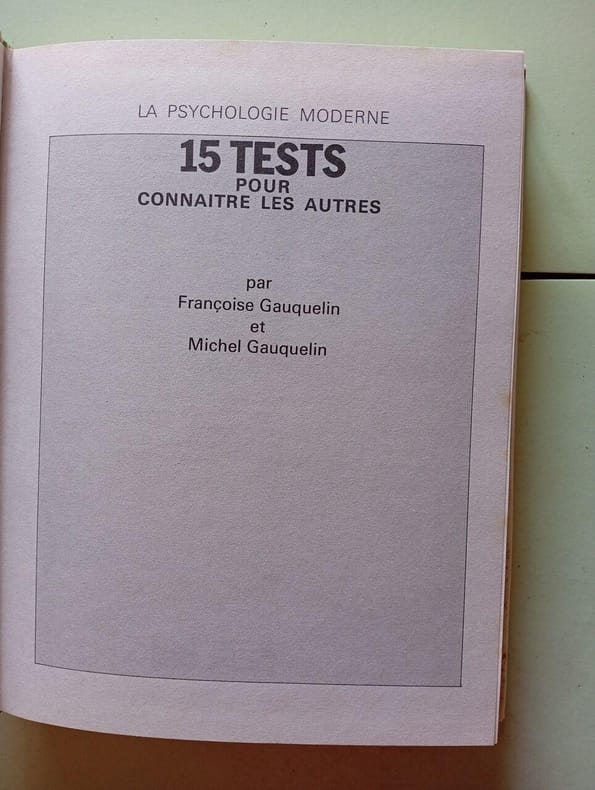 LA PSYCHOLOGIE MODERNE
15 TESTS
POUR
CONNAITRE LES AUTRES
par
Françoise Gauquelin
et
Michel Gauquelin